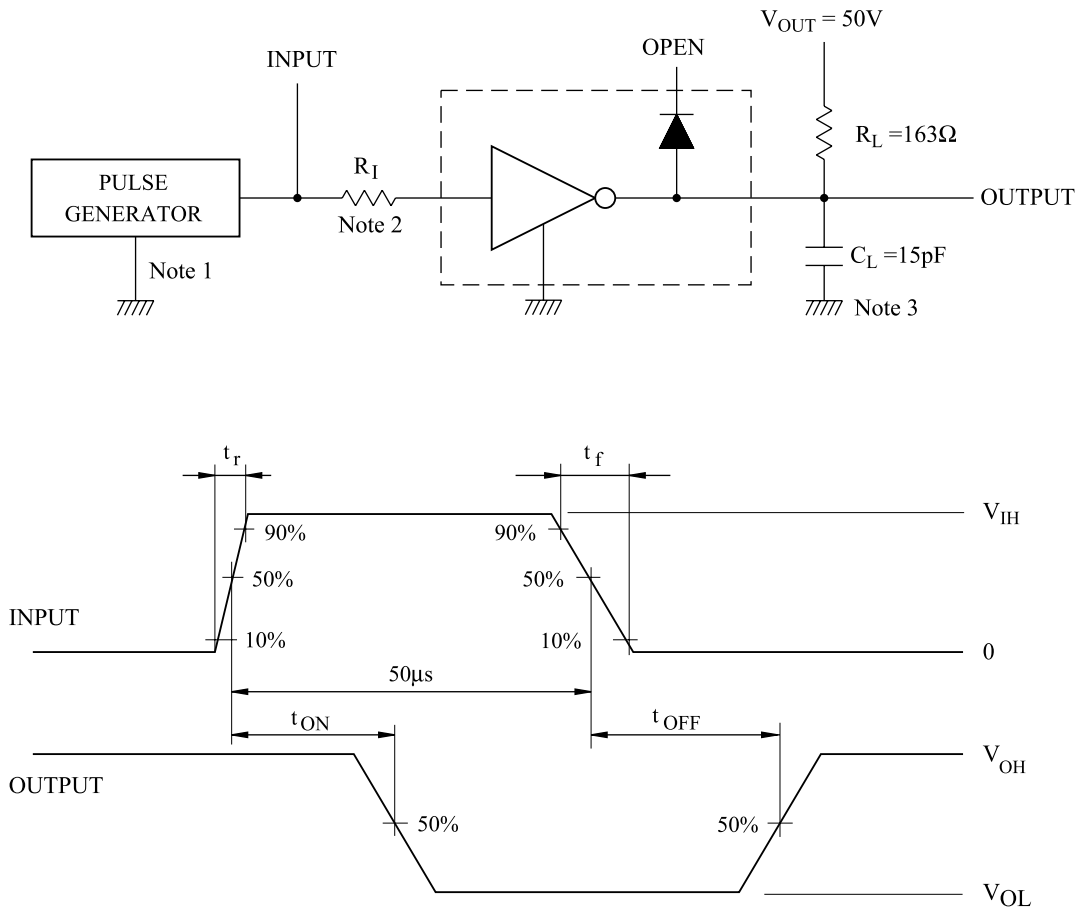 V_OUT = 50V
INPUT
OPEN
R_L =163Ω
PULSE
GENERATOR
R_I
Note 2
OUTPUT
Note 1
C_L =15pF
Note 3
t_r
t_f
V_IH
90%
90%
50%
50%
INPUT
10%
10%
0
50µs
t_ON
t_OFF
V_OH
OUTPUT
50%
50%
V_OL